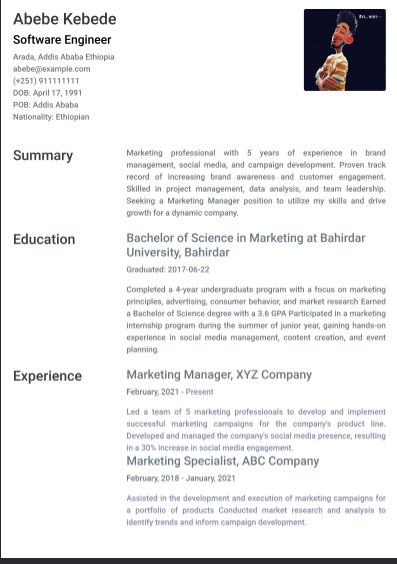 Abebe Kebede
Software Engineer
Arada, Addis Ababa Ethiopia
abebe@example.com
(+251) 911111111
DOB: April 17, 1991
POB: Addis Ababa
Nationality: Ethiopian
Summary
Marketing professional with 5 years of experience in brand
management, social media, and campaign development. Proven track
record of increasing brand awareness and customer engagement.
Skilled in project management, data analysis, and team leadership.
Seeking a Marketing Manager position to utilize my skills and drive
growth for a dynamic company.
Education
Bachelor of Science in Marketing at Bahirdar
University, Bahirdar
Graduated: 2017-06-22
Completed a 4-year undergraduate program with a focus on marketing
principles, advertising, consumer behavior, and market research Earned
a Bachelor of Science degree with a 3.6 GPA Participated in a marketing
internship program during the summer of junior year, gaining hands-on
experience in social media management, content creation, and event
planning.
Experience
Marketing Manager, XYZ Company
February, 2021 - Present
Led a team of 5 marketing professionals to develop and implement
successful marketing campaigns for the company's product line.
Developed and managed the company's social media presence, resulting
in a 30% increase in social media engagement.
Marketing Specialist, ABC Company
February, 2018 - January, 2021
Assisted in the development and execution of marketing campaigns for
a portfolio of products Conducted market research and analysis to
identify trends and inform campaign development.